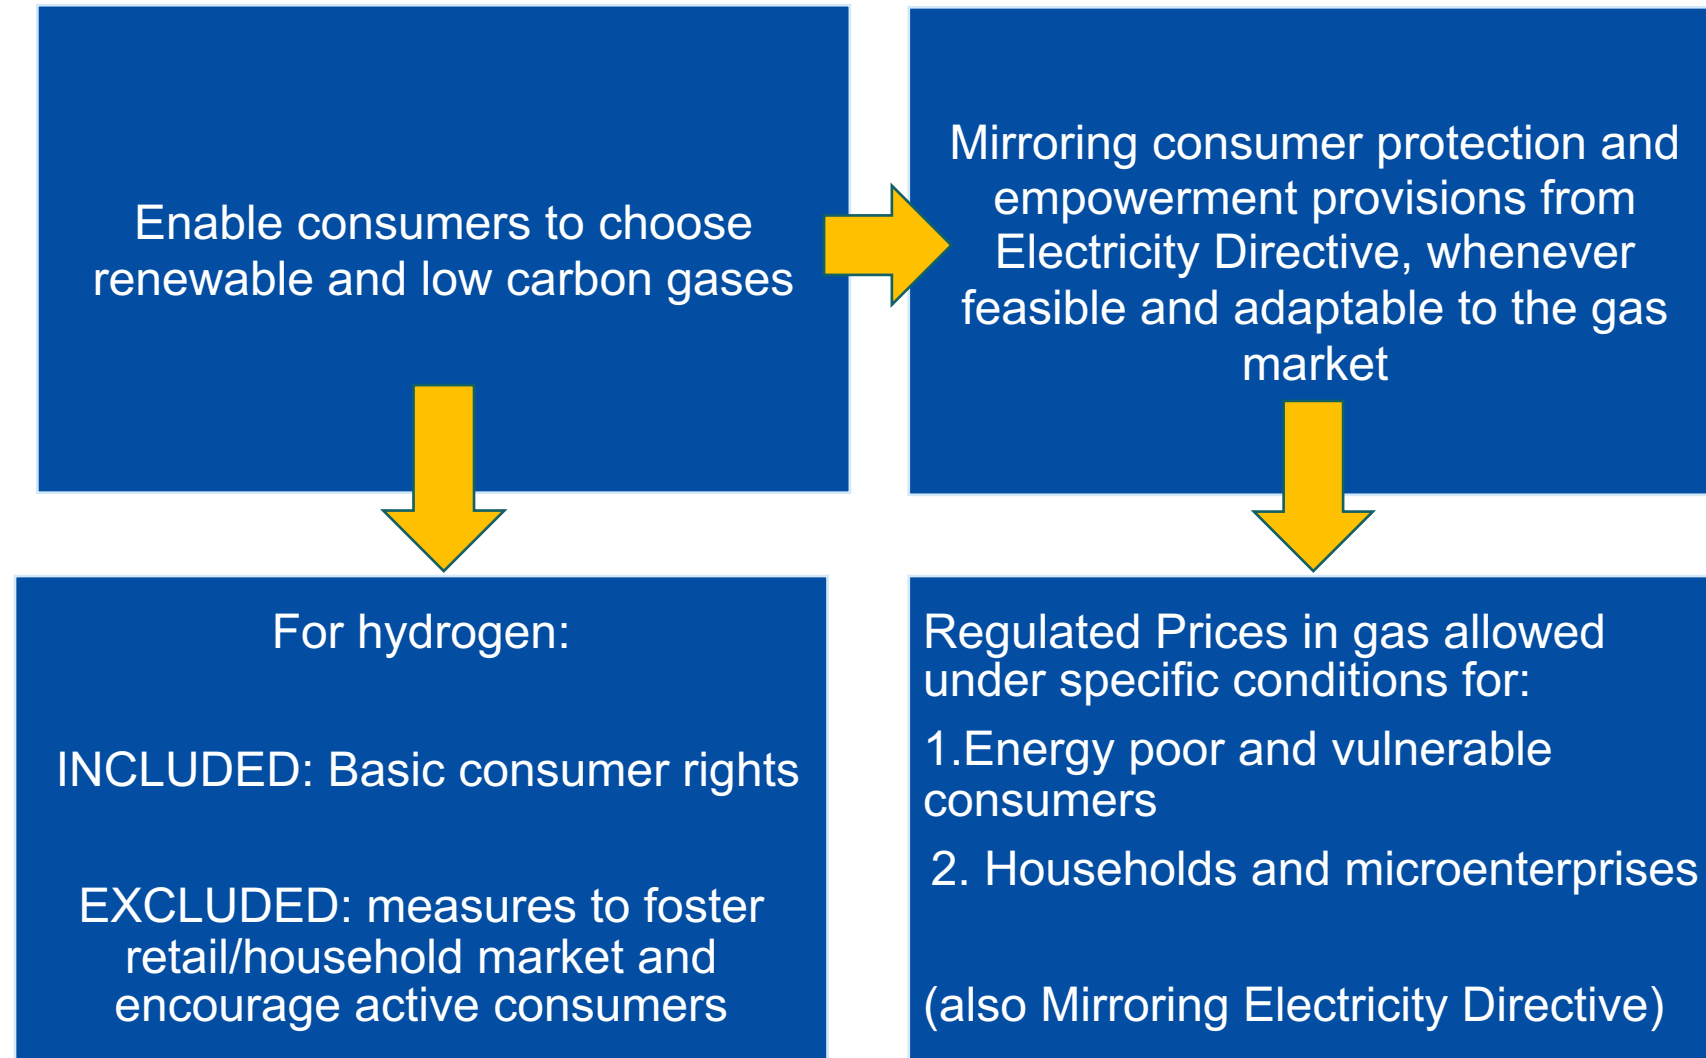 Enable consumers to choose
renewable and low carbon gases
Mirroring consumer protection and
empowerment provisions from
Electricity Directive, whenever
feasible and adaptable to the gas
market
For hydrogen:
INCLUDED: Basic consumer rights
EXCLUDED: measures to foster
retail/household market and
encourage active consumers
Regulated Prices in gas allowed
under specific conditions for:
1.Energy poor and vulnerable
consumers
2. Households and microenterprises
(also Mirroring Electricity Directive)